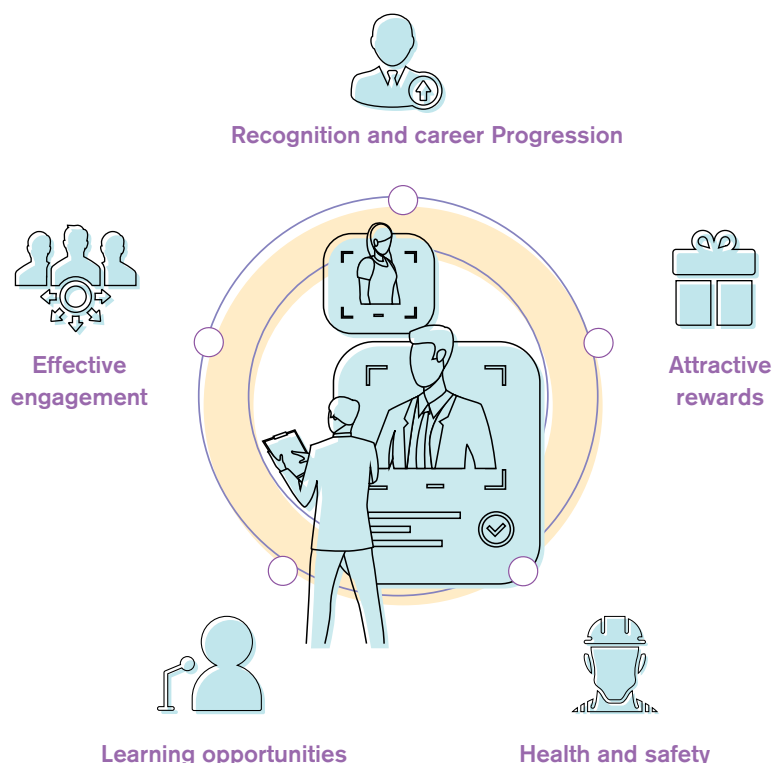 Recognition and career Progression
Effective
engagement
Attractive
rewards
Learning opportunities
Health and safety